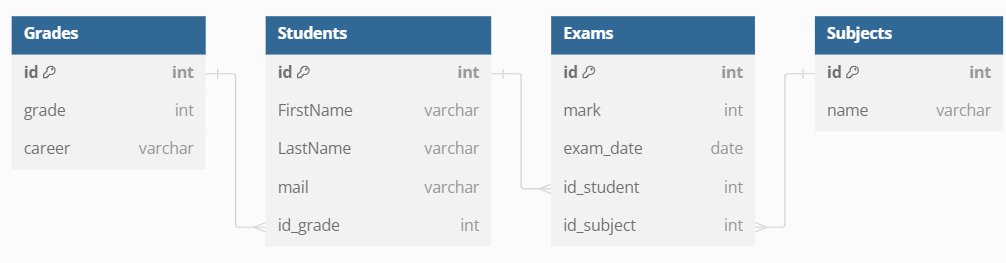 Grades
id int
grade int
career varchar
Students
id int
FirstName varchar
LastName varchar
mail varchar
id_grade int
Exams
id int
mark int
exam_date date
id_student int
id_subject int
Subjects
id int
name varchar